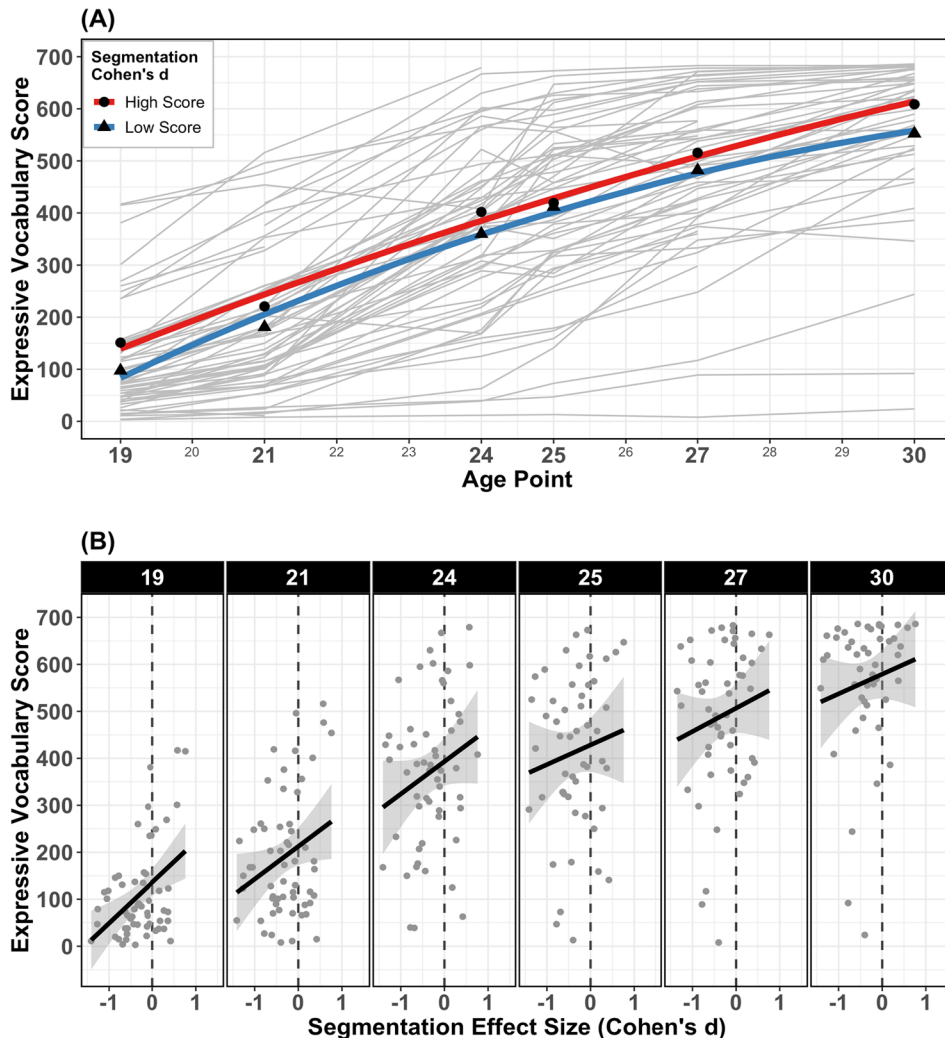 (A)
Expressive Vocabulary Score
700
600
500
400
300
200
100
0
Segmentation
Cohen's d
High Score
Low Score
19 20 21 22 23 24 25 26 27 28 29 30
Age Point
(B)
19 21 24 25 27 30
Expressive Vocabulary Score
700
600
500
400
300
200
100
0
-1 0 1 -1 0 1 -1 0 1 -1 0 1 -1 0 1 -1 0 1
Segmentation Effect Size (Cohen's d)